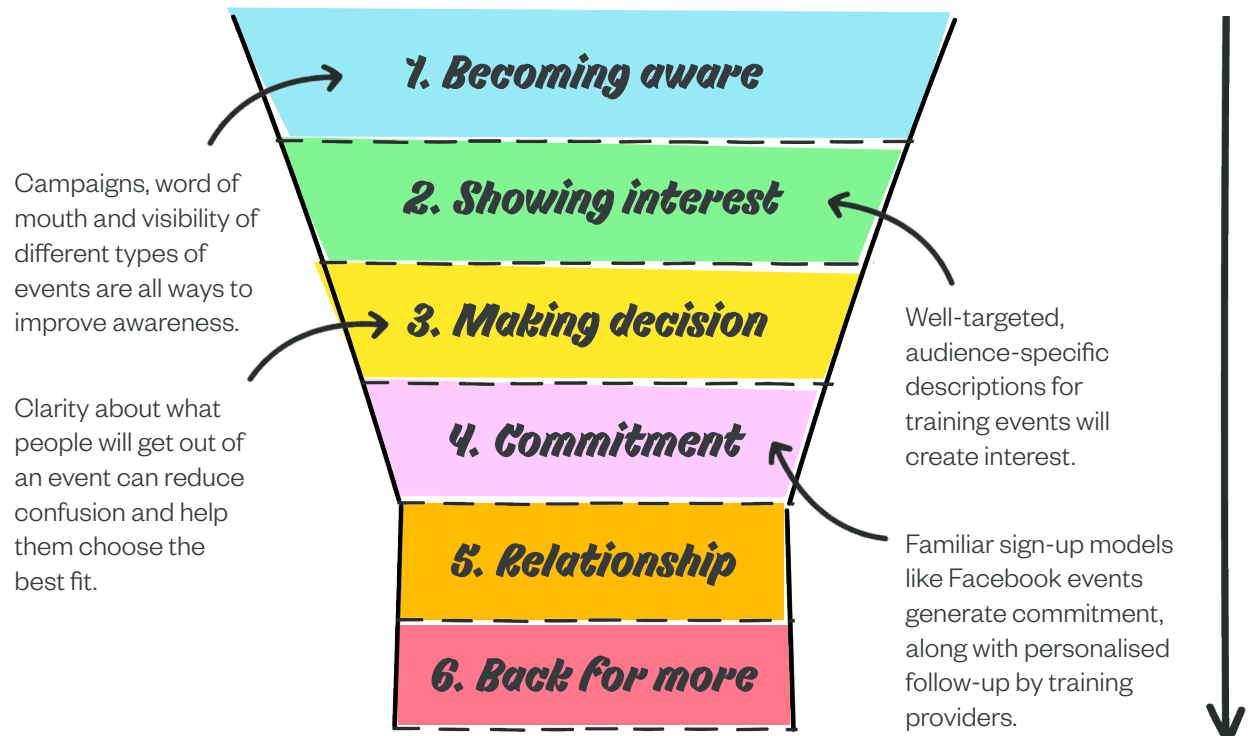 1. Becoming aware
Campaigns, word of
mouth and visibility of
different types of
events are all ways to
improve awareness.
2. Showing interest
Well-targeted,
audience-specific
descriptions for
training events will
create interest.
3. Making decision
Clarity about what
people will get out of
an event can reduce
confusion and help
them choose the
best fit.
4. Commitment
Familiar sign-up models
like Facebook events
generate commitment,
along with personalised
follow-up by training
providers.
5. Relationship
6. Back for more